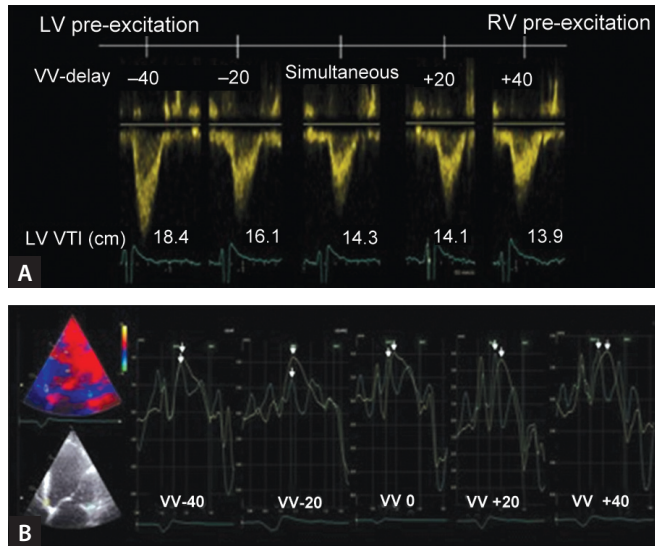 LV pre-excitation RV pre-excitation
VV-delay –40 –20 Simultaneous +20 +40
LV VTI (cm) 18.4 16.1 14.3 14.1 13.9
A
VV-40 VV-20 VV 0 VV +20 VV +40
B